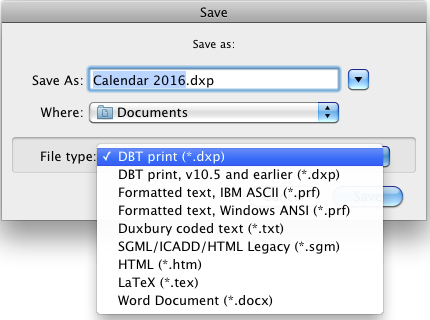 Save
Save as:
Save As: Calendar 2016.dxp
Where: Documents
File type: ✓ DBT print (*.dxp)
DBT print, v10.5 and earlier (*.dxp)
Formatted text, IBM ASCII (*.prf)
Formatted text, Windows ANSI (*.prf)
Duxbury coded text (*.txt)
SGML/ICADD/HTML Legacy (*.sgm)
HTML (*.htm)
LaTeX (*.tex)
Word Document (*.docx)
Save